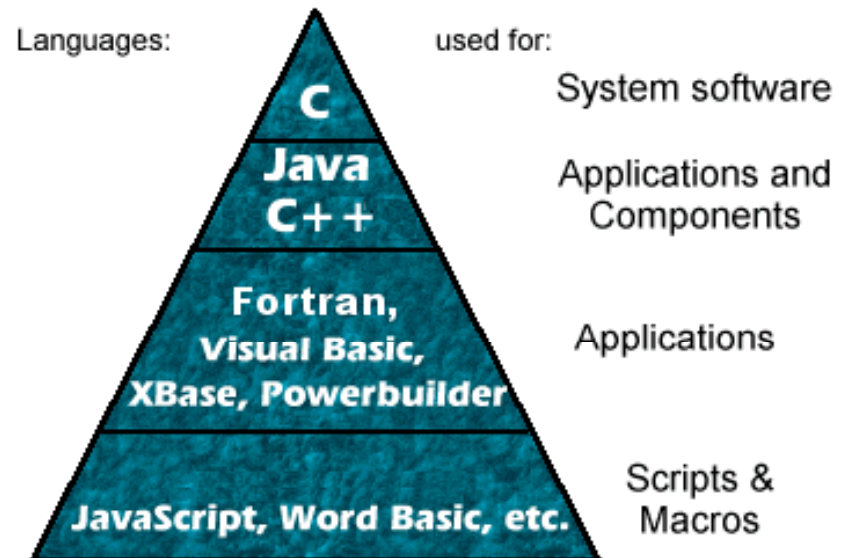 Languages:
used for:
C
System software
Java
C++
Applications and
Components
Fortran,
Visual Basic,
XBase, Powerbuilder
Applications
JavaScript, Word Basic, etc.
Scripts &
Macros